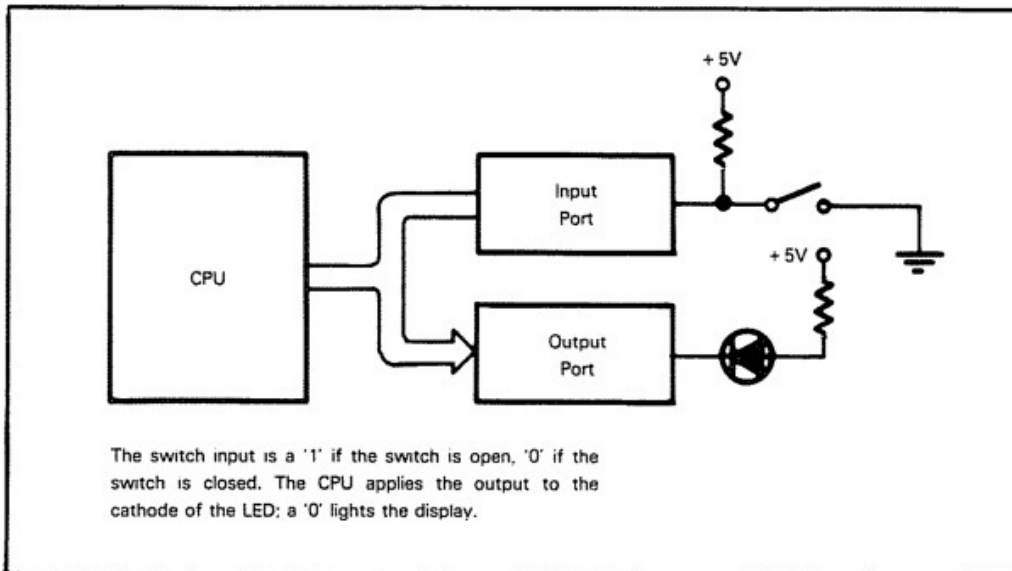 + 5V
Input
Port
CPU
+ 5V
Output
Port
The switch input is a '1' if the switch is open, '0' if the
switch is closed. The CPU applies the output to the
cathode of the LED; a '0' lights the display.